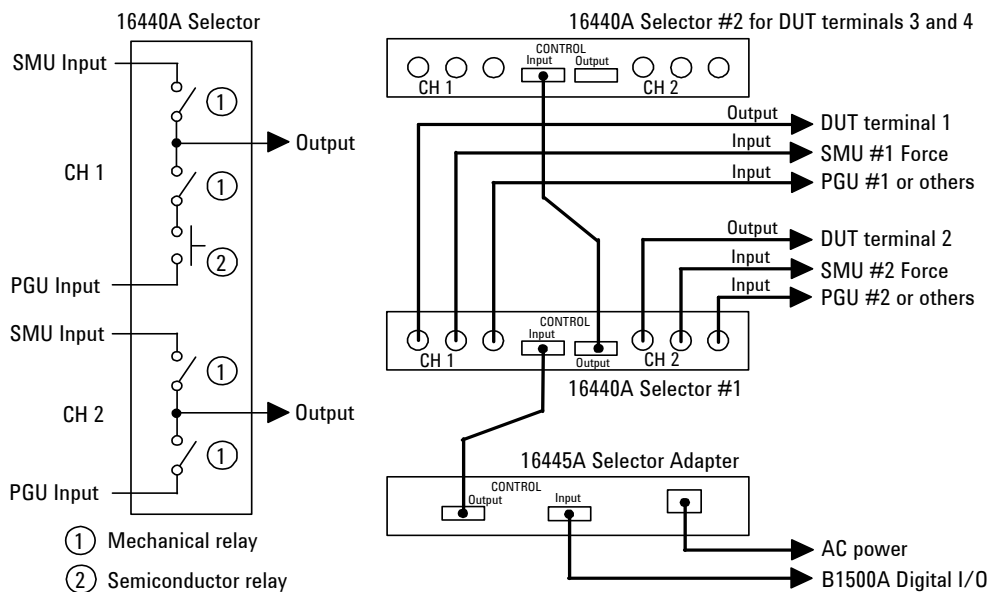 16440A Selector
SMU Input
1
Output
CH 1
1
2
PGU Input
SMU Input
1
CH 2
Output
1
PGU Input
1 Mechanical relay
2 Semiconductor relay
16440A Selector #2 for DUT terminals 3 and 4
CONTROL
Input Output
CH 1 CH 2
Output DUT terminal 1
Input SMU #1 Force
Input PGU #1 or others
Output DUT terminal 2
Input SMU #2 Force
Input PGU #2 or others
CONTROL
Input
CH 1 Output CH 2
16440A Selector #1
16445A Selector Adapter
CONTROL
Output Input
AC power
B1500A Digital I/O